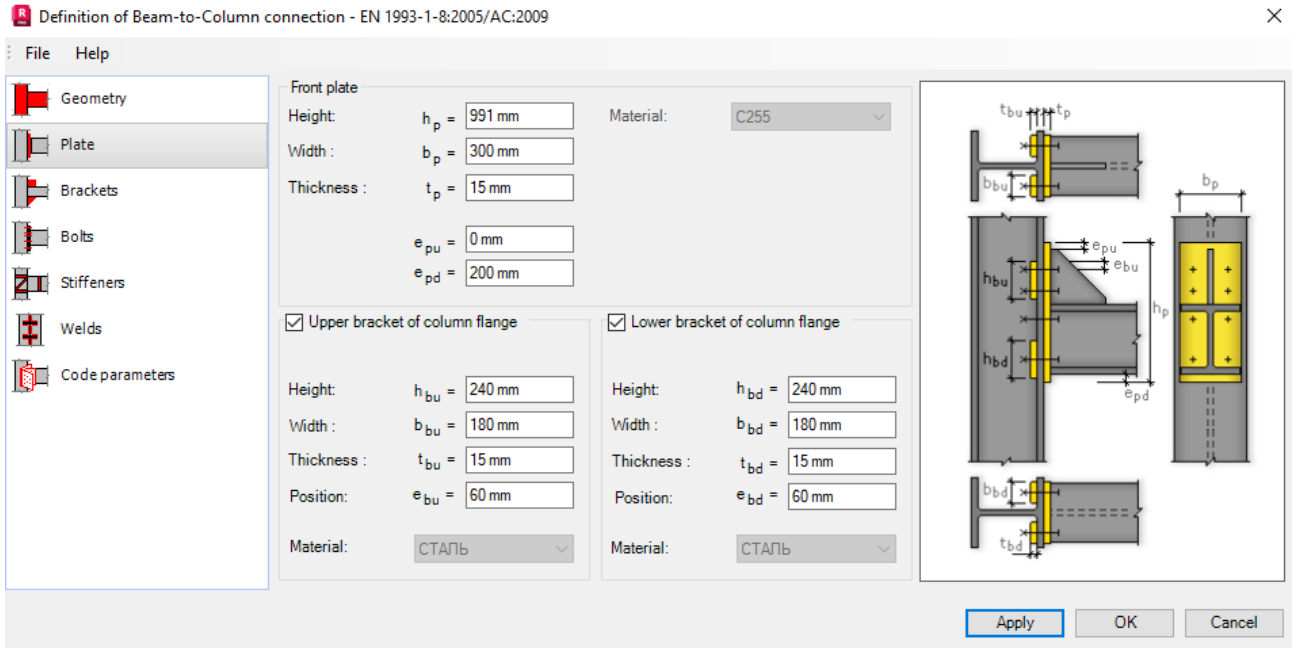 R
PRO
Definition of Beam-to-Column connection - EN 1993-1-8:2005/AC:2009
File Help
Geometry
Plate
Brackets
Bolts
Stiffeners
Welds
Code parameters
Front plate
Height: hp = 991 mm Material: C255
Width : bp = 300 mm
Thickness : tp = 15 mm
epu = 0 mm
epd = 200 mm
Upper bracket of column flange
Height: hbu = 240 mm
Width : bbu = 180 mm
Thickness : tbu = 15 mm
Position: ebu = 60 mm
Material: СТАЛЬ
Lower bracket of column flange
Height: hbd = 240 mm
Width : bbd = 180 mm
Thickness : tbd = 15 mm
Position: ebd = 60 mm
Material: СТАЛЬ
tbu tp
bbu
bp
epu
ebu
hbu
hp
hbd
epd
bbd
tbd
Apply OK Cancel